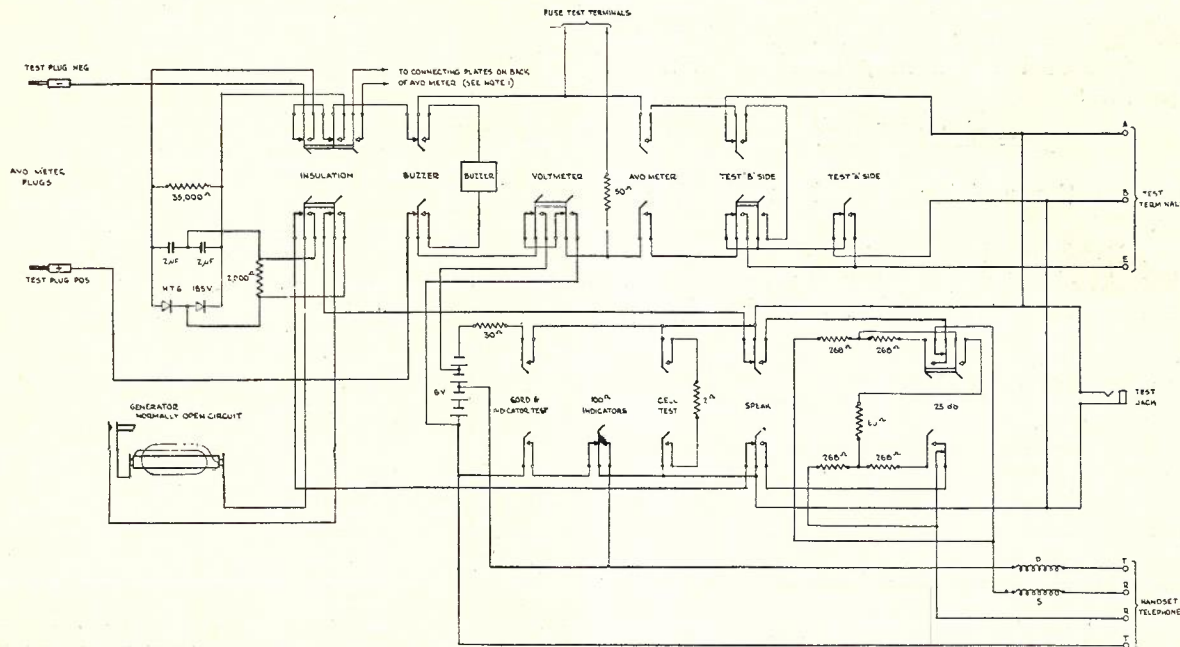 FUSE TEST TERMINALS
TEST PLUG NEG
−
TO CONNECTING PLATES ON BACK
OF AVO METER (SEE NOTE 1)
A
AVO METER
PLUGS
35,000Ω
INSULATION
BUZZER
BUZZER
VOLTMETER
50Ω
AVO METER
TEST "B" SIDE
TEST "A" SIDE
B
TEST
TERMINAL
2µF
2µF
2,000Ω
E
+
TEST PLUG POS
HT6
185V
30Ω
268Ω
268Ω
6V
GENERATOR
NORMALLY OPEN CIRCUIT
CORD &
INDICATOR TEST
100Ω
INDICATORS
CELL
TEST
2Ω
SPEAK
25 db
TEST
JACK
268Ω
268Ω
D
T
R
S
HANDSET
TELEPHONE
R
T